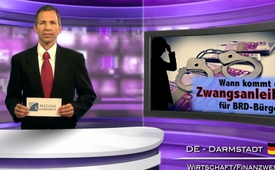 Wann kommt
Zwangsanlei
für BRD-Bürge
DE - DARMSTADT
WIRTSCHAFT/FINANZWE